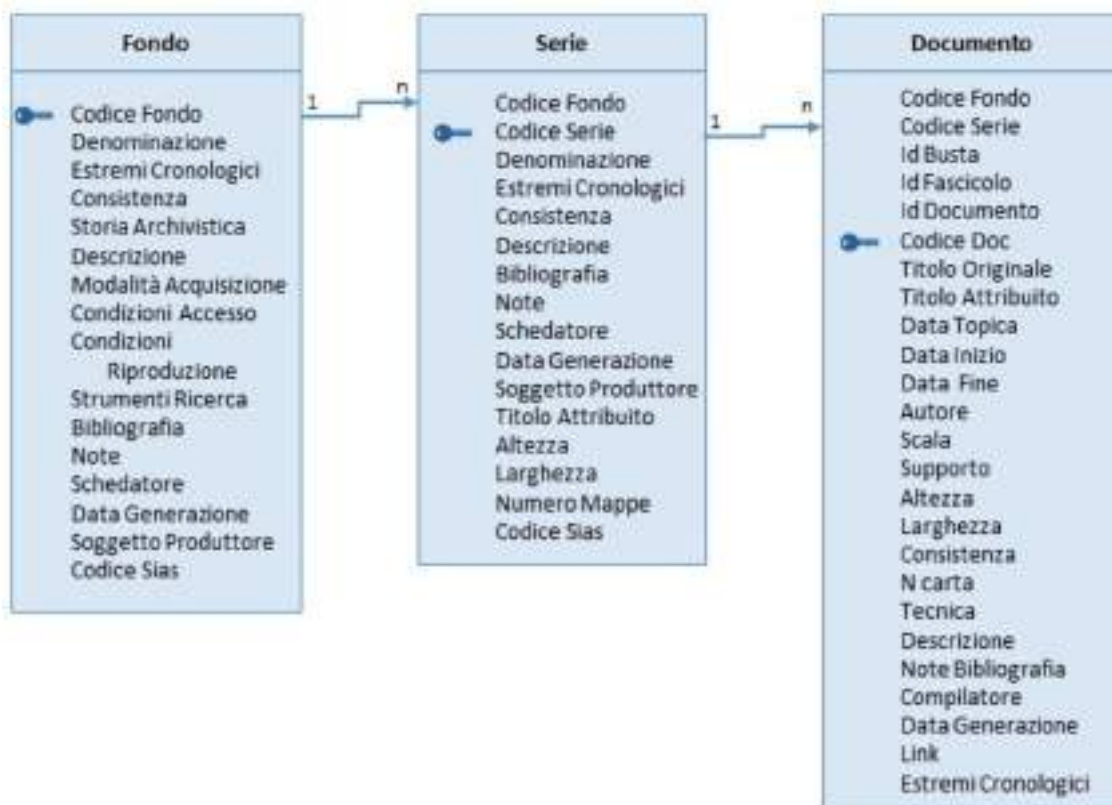 Fondo
Codice Fondo
Denominazione
Estremi Cronologici
Consistenza
Storia Archivistica
Descrizione
Modalità Acquisizione
Condizioni Accesso
Condizioni
Riproduzione
Strumenti Ricerca
Bibliografia
Note
Schedatore
Data Generazione
Soggetto Produttore
Codice Sias
1
n
Serie
Codice Fondo
Codice Serie
Denominazione
Estremi Cronologici
Consistenza
Descrizione
Bibliografia
Note
Schedatore
Data Generazione
Soggetto Produttore
Titolo Attribuito
Altezza
Larghezza
Numero Mappe
Codice Sias
1
n
Documento
Codice Fondo
Codice Serie
Id Busta
Id Fascicolo
Id Documento
Codice Doc
Titolo Originale
Titolo Attribuito
Data Topica
Data Inizio
Data Fine
Autore
Scala
Supporto
Altezza
Larghezza
Consistenza
N carta
Tecnica
Descrizione
Note Bibliografia
Compilatore
Data Generazione
Link
Estremi Cronologici